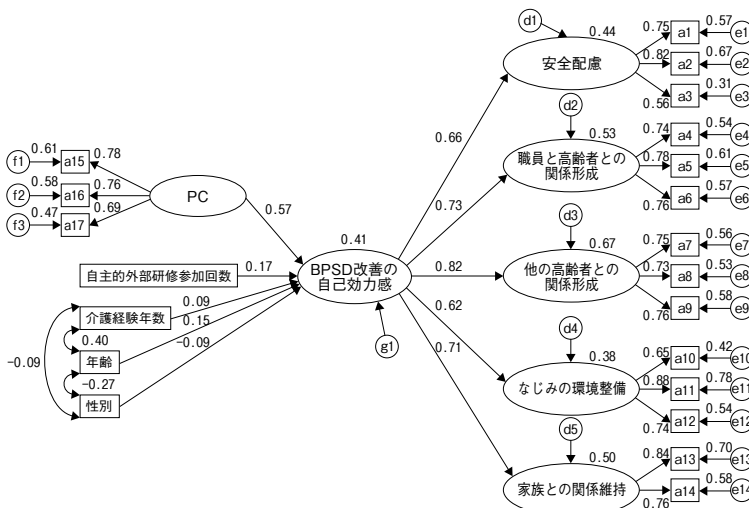 d1
0.44
安全配慮
0.75
a1
0.57
e1
0.82
a2
0.67
e2
0.56
a3
0.31
e3
0.66
d2
0.53
職員と高齢者との
関係形成
0.74
a4
0.54
e4
0.78
a5
0.61
e5
0.76
a6
0.57
e6
0.73
f1
0.61
a15
0.78
f2
0.58
a16
0.76
f3
0.47
a17
0.69
PC
0.57
d3
0.67
他の高齢者との
関係形成
0.75
a7
0.56
e7
0.73
a8
0.53
e8
0.76
a9
0.58
e9
0.82
0.41
BPSD改善の
自己効力感
g1
自主的外部研修参加回数
0.17
介護経験年数
0.09
年齢
0.15
性別
-0.09
0.40
-0.27
-0.09
0.62
d4
0.38
なじみの環境整備
0.65
a10
0.42
e10
0.88
a11
0.78
e11
0.74
a12
0.54
e12
0.71
d5
0.50
家族との関係維持
0.84
a13
0.70
e13
0.76
a14
0.58
e14